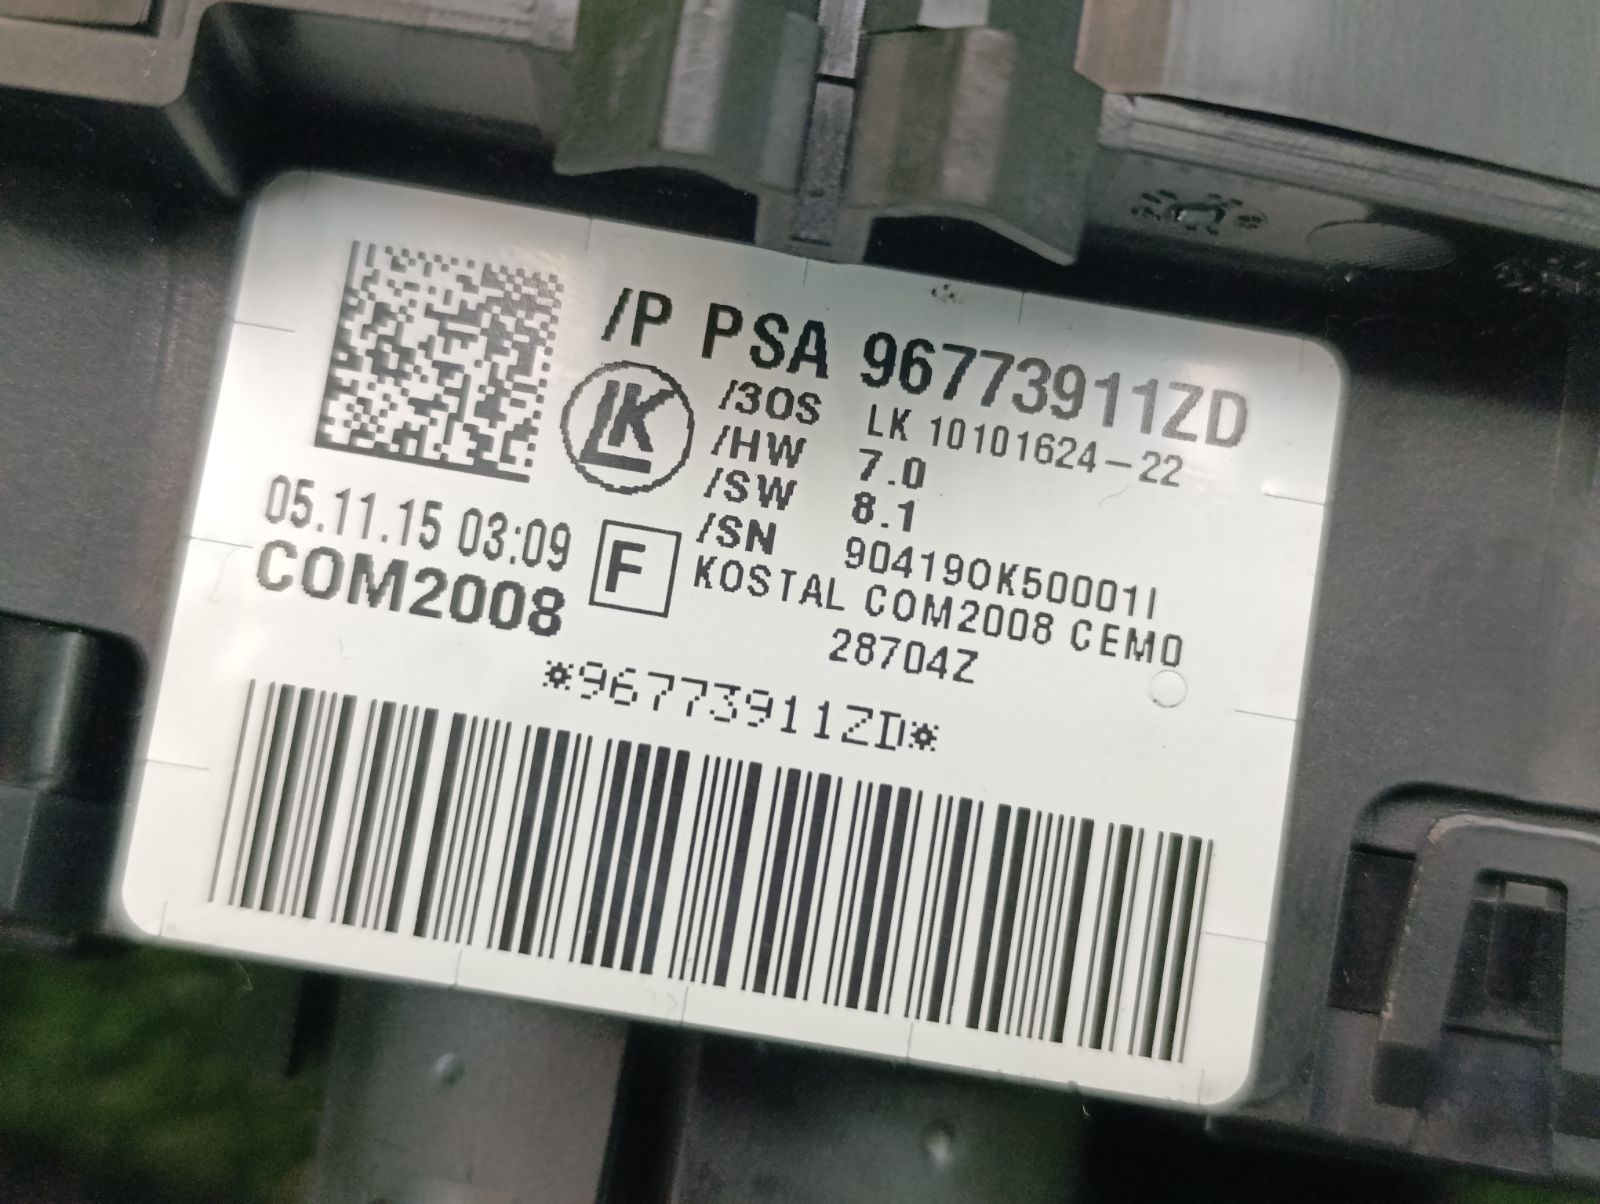 /P PSA 96773911ZD
LK
/30S LK 10101624-22
/HW 7.0
/SW 8.1
/SN 904190K50001I
05.11.15 03:09
COM2008
F
KOSTAL COM2008 CEM0
28704Z
*96773911ZD*